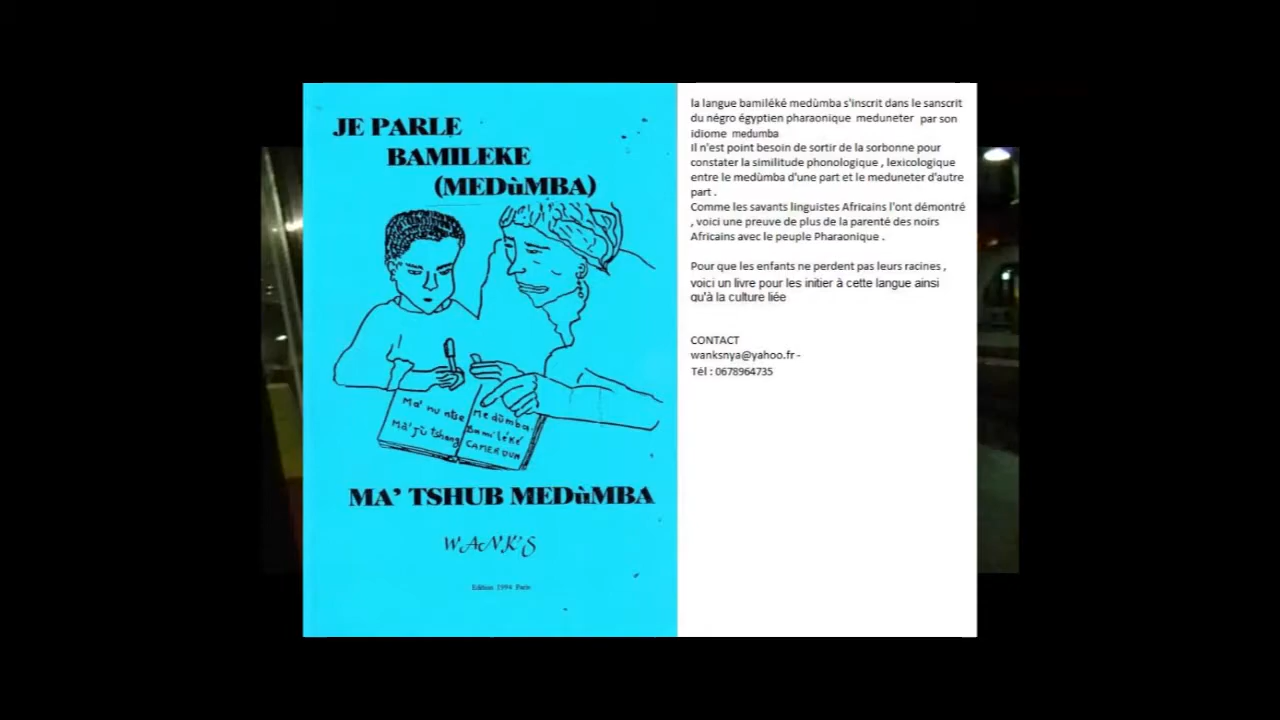 JE PARLE
BAMILEKE
(MEDùMBA)
Ma' nu ntse
Mà' jù tshang
Medùmba
Bamiléké
CAMEROUN
MA' TSHUB MEDùMBA
WANK'S
Edition 1994 Paris
la langue bamiléké medùmba s'inscrit dans le sanscrit
du négro égyptien pharaonique meduneter par son
idiome medumba
Il n'est point besoin de sortir de la sorbonne pour
constater la similitude phonologique , lexicologique
entre le medùmba d'une part et le meduneter d'autre
part .
Comme les savants linguistes Africains l'ont démontré
, voici une preuve de plus de la parenté des noirs
Africains avec le peuple Pharaonique .
Pour que les enfants ne perdent pas leurs racines ,
voici un livre pour les initier à cette langue ainsi
qu'à la culture liée
CONTACT
wanksnya@yahoo.fr -
Tél : 0678964735